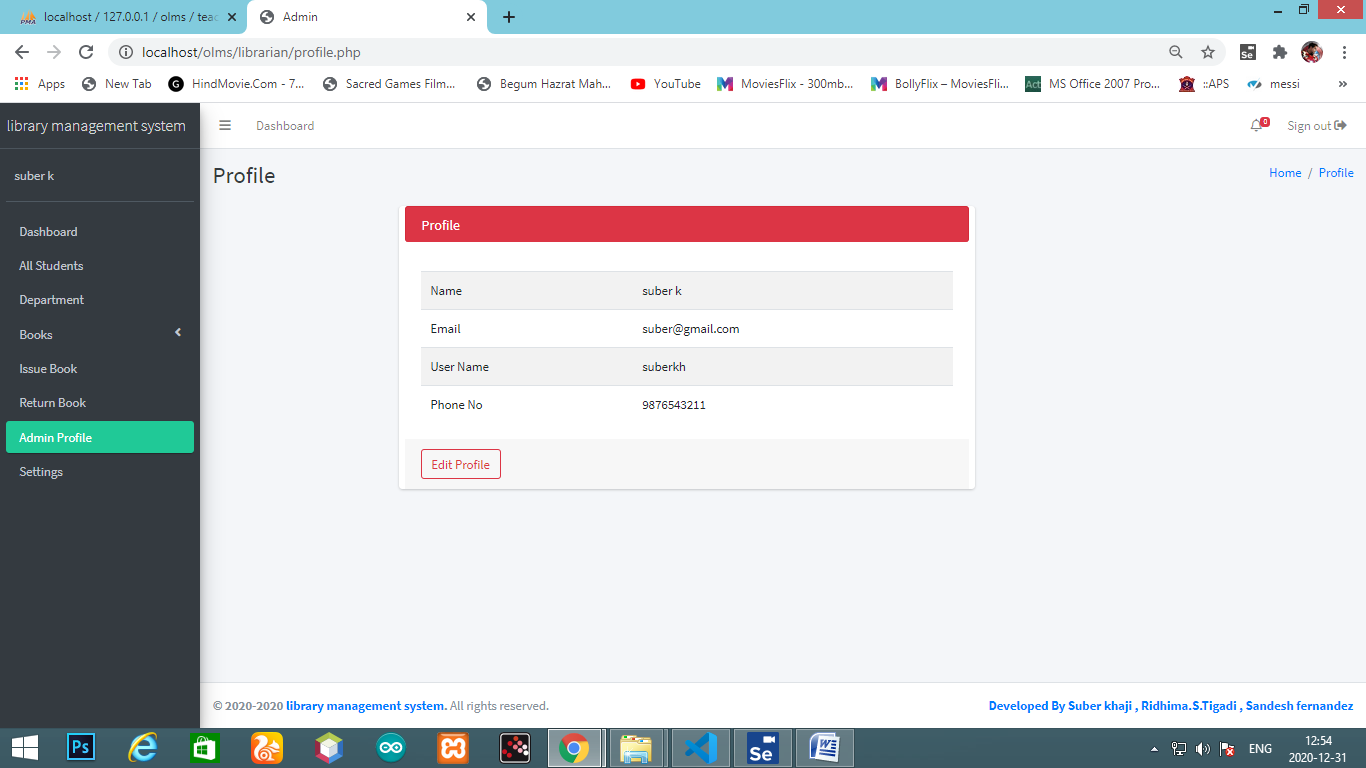 localhost / 127.0.0.1 / olms / teac
Admin
localhost/olms/librarian/profile.php
Apps New Tab HindMovie.Com - 7... Sacred Games Film... Begum Hazrat Mah... YouTube MoviesFlix - 300mb... BollyFlix – MoviesFli... MS Office 2007 Pro... ::APS messi »
library management system
Dashboard
0
Sign out
suber k
Dashboard
All Students
Department
Books
Issue Book
Return Book
Admin Profile
Settings
Profile
Home / Profile
Profile
Name suber k
Email suber@gmail.com
User Name suberkh
Phone No 9876543211
Edit Profile
© 2020-2020 library management system. All rights reserved.
Developed By Suber khaji , Ridhima.S.Tigadi , Sandesh fernandez
Ps
Se
ENG
12:54
2020-12-31